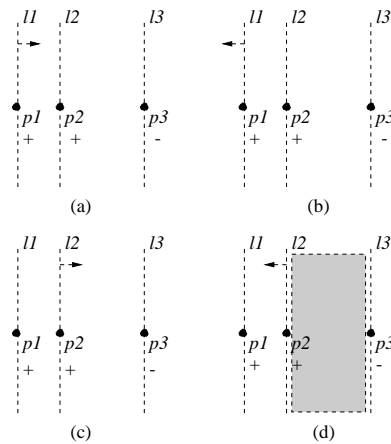 l1 l2 l3 l1 l2 l3
p1 p2 p3 p1 p2 p3
+ + - + + -
(a) (b)
l1 l2 l3 l1 l2 l3
p1 p2 p3 p1 p2 p3
+ + - + + -
(c) (d)